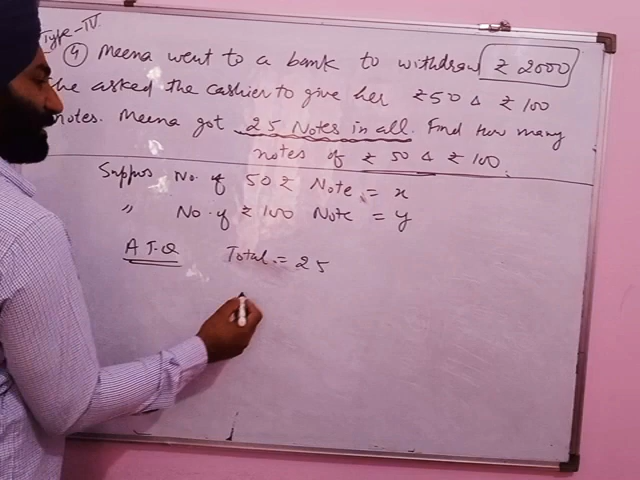 Type-IV
④ Meena went to a bank to withdraw ₹ 2000
he asked the cashier to give her ₹50 & ₹ 100
notes. Meena got 25 Notes in all. Find how many
notes of ₹ 50 & ₹ 100.
Suppos No. of 50 ₹ Note = x
" No. of ₹ 100 Note = y
A.T.Q Total = 25